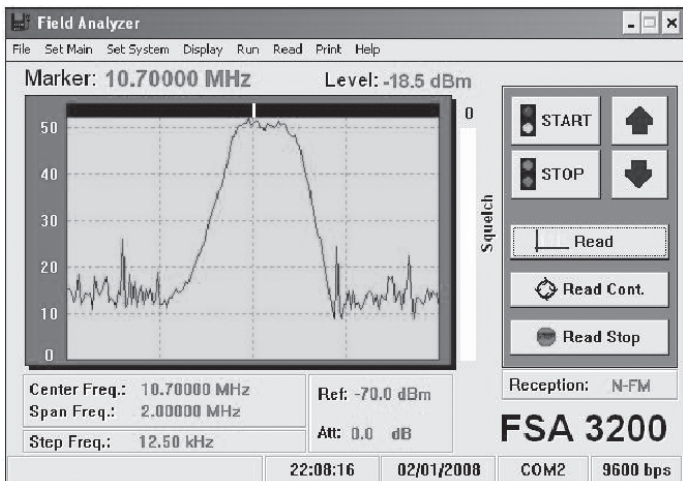 Field Analyzer
File Set Main Set System Display Run Read Print Help
Marker: 10.70000 MHz Level: -18.5 dBm
50
40
30
20
10
0
0
Squelch
START
STOP
Read
Read Cont.
Read Stop
Center Freq.: 10.70000 MHz
Span Freq.: 2.00000 MHz
Step Freq.: 12.50 kHz
Ref: -70.0 dBm
Att: 0.0 dB
Reception: N-FM
FSA 3200
22:08:16 02/01/2008 COM2 9600 bps